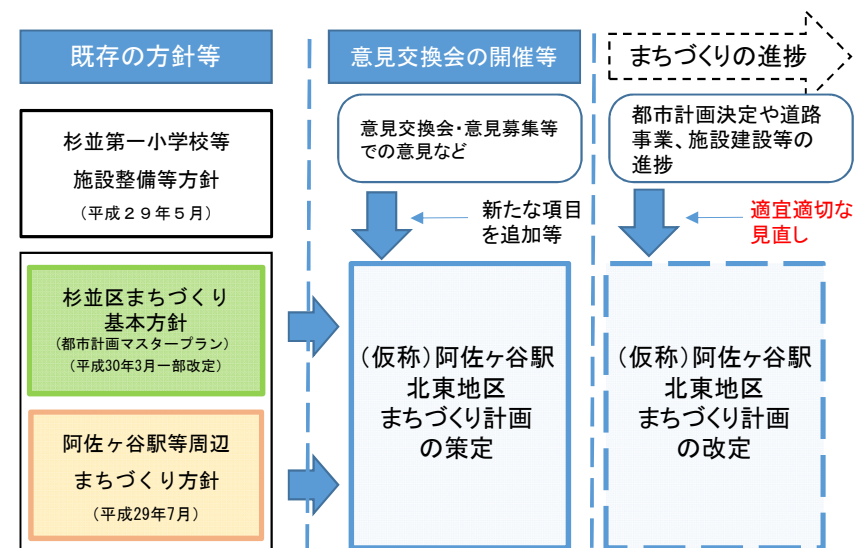 既存の方針等
杉並第一小学校等
施設整備等方針
（平成２９年５月）
杉並区まちづくり
基本方針
（都市計画マスタープラン）
（平成30年3月一部改定）
阿佐ヶ谷駅等周辺
まちづくり方針
（平成29年7月）
意見交換会の開催等
意見交換会・意見募集等
での意見など
新たな項目
を追加等
（仮称）阿佐ヶ谷駅
北東地区
まちづくり計画
の策定
まちづくりの進捗
都市計画決定や道路
事業、施設建設等の
進捗
適宜適切な
見直し
（仮称）阿佐ヶ谷駅
北東地区
まちづくり計画
の改定